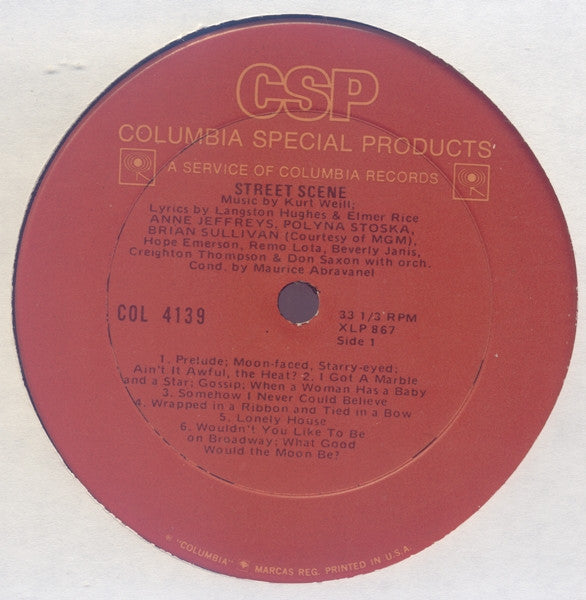 CSP
COLUMBIA SPECIAL PRODUCTS
A SERVICE OF COLUMBIA RECORDS
STREET SCENE
Music by Kurt Weill;
Lyrics by Langston Hughes & Elmer Rice
ANNE JEFFREYS, POLYNA STOSKA,
BRIAN SULLIVAN (Courtesy of MGM),
Hope Emerson, Remo Lota, Beverly Janis,
Creighton Thompson & Don Saxon with orch.
Cond. by Maurice Abravanel
COL 4139
33 1/3 RPM
XLP 867
Side 1
1. Prelude; Moon-faced, Starry-eyed;
Ain't It Awful, the Heat? 2. I Got A Marble
and a Star; Gossip; When a Woman Has a Baby
3. Somehow I Never Could Believe
4. Wrapped in a Ribbon and Tied in a Bow
5. Lonely House
6. Wouldn't You Like To Be
on Broadway; What Good
Would the Moon Be?
® "COLUMBIA" MARCAS REG. PRINTED IN U.S.A.